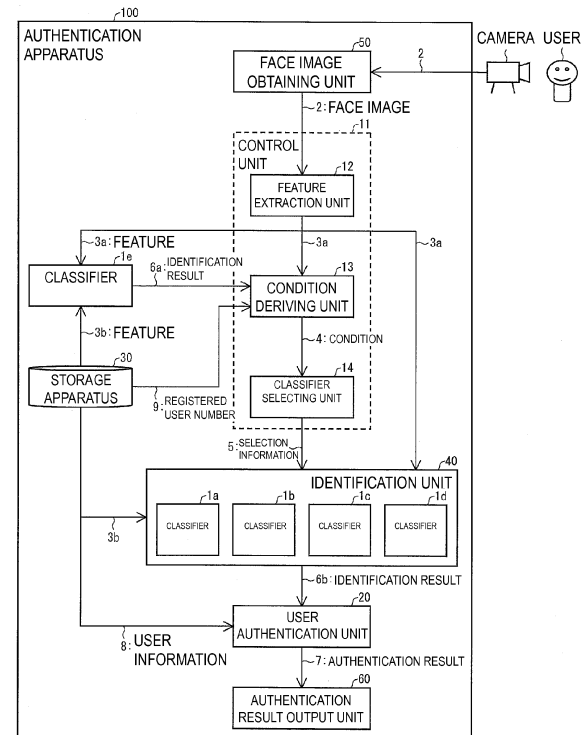 100
AUTHENTICATION
APPARATUS
50
FACE IMAGE
OBTAINING UNIT
2
CAMERA
USER
2: FACE IMAGE
11
CONTROL
UNIT
12
FEATURE
EXTRACTION UNIT
3a: FEATURE
3a
3a
1e
CLASSIFIER
6a: IDENTIFICATION
RESULT
13
CONDITION
DERIVING UNIT
3b: FEATURE
4: CONDITION
30
STORAGE
APPARATUS
9: REGISTERED
USER NUMBER
14
CLASSIFIER
SELECTING UNIT
5: SELECTION
INFORMATION
40
IDENTIFICATION UNIT
1a
CLASSIFIER
1b
CLASSIFIER
1c
CLASSIFIER
1d
CLASSIFIER
3b
6b: IDENTIFICATION RESULT
20
USER
AUTHENTICATION UNIT
8: USER
INFORMATION
7: AUTHENTICATION RESULT
60
AUTHENTICATION
RESULT OUTPUT UNIT